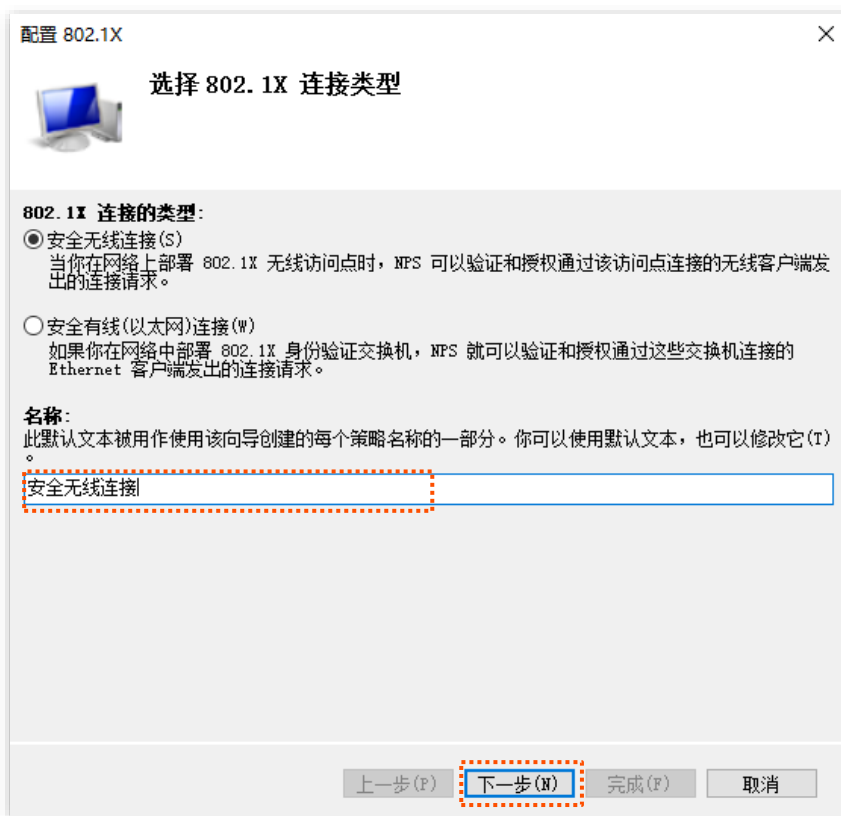 配置 802.1X
选择 802.1X 连接类型
802.1X 连接的类型:
安全无线连接(S)
当你在网络上部署 802.1X 无线访问点时，NPS 可以验证和授权通过该访问点连接的无线客户端发
出的连接请求。
安全有线(以太网)连接(W)
如果你在网络中部署 802.1X 身份验证交换机，NPS 就可以验证和授权通过这些交换机连接的
Ethernet 客户端发出的连接请求。
名称:
此默认文本被用作使用该向导创建的每个策略名称的一部分。你可以使用默认文本，也可以修改它(T)
。
安全无线连接
上一步(P) 下一步(N) 完成(F) 取消